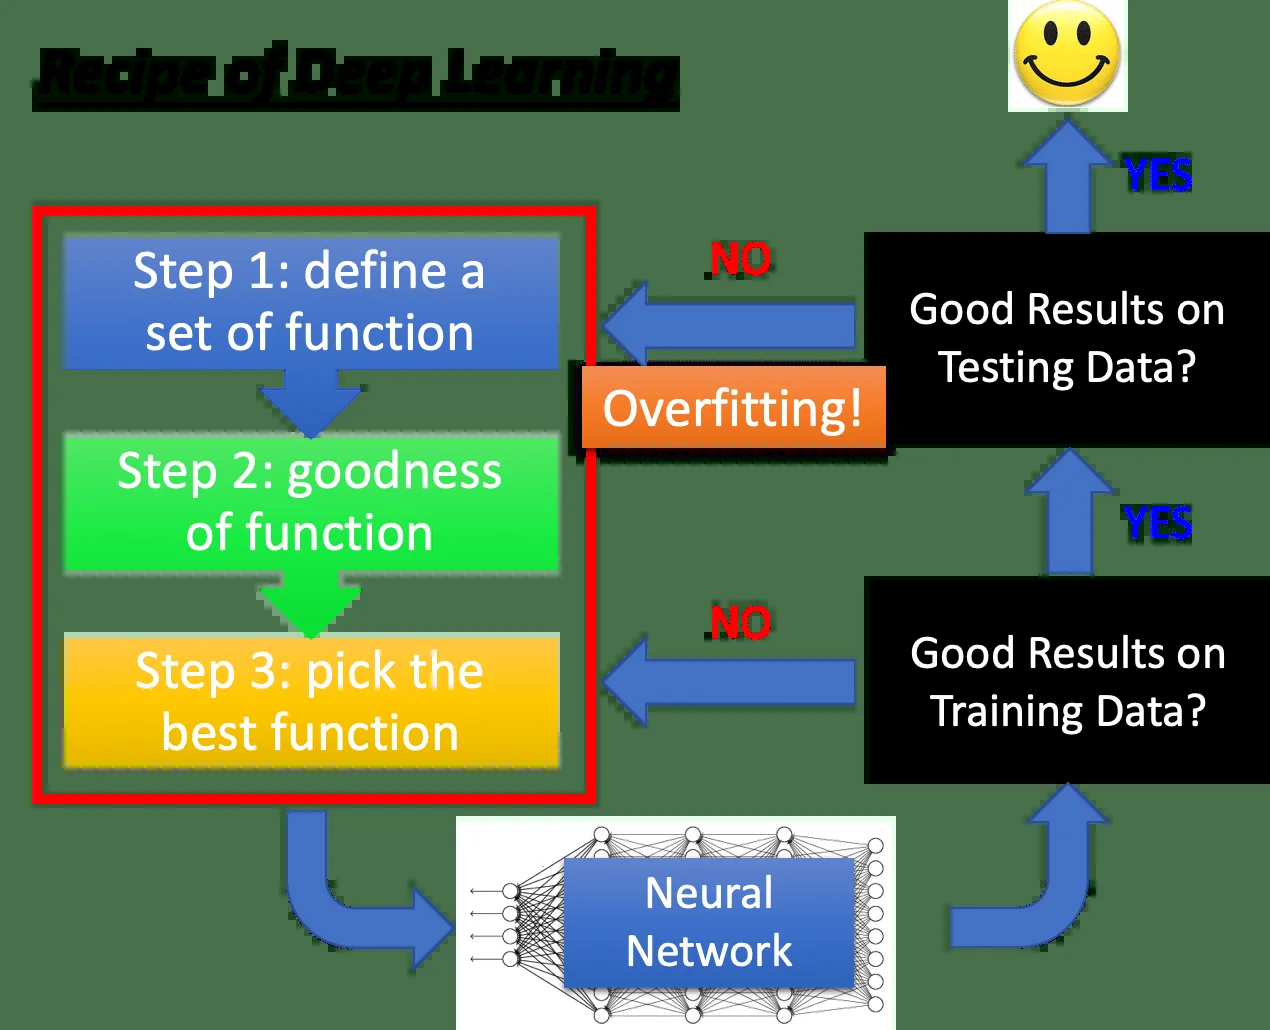 Recipe of Deep Learning
YES
Step 1: define a
set of function
NO
Good Results on
Testing Data?
Overfitting!
Step 2: goodness
of function
YES
Step 3: pick the
best function
NO
Good Results on
Training Data?
Neural
Network